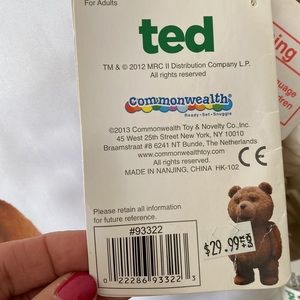 For Adults
ted
TM & © 2012 MRC II Distribution Company L.P.
All rights reserved
Commonwealth®
Ready · Set · Snuggle
©2013 Commonwealth Toy & Novelty Co.,Inc.
45 West 25th Street New York, NY 10010
Braamstraat # 6241 NT Bunde, The Netherlands
www.commonwealthtoy.com
All rights reserved.
MADE IN NANJING, CHINA HK-102
CE
Please retain all information
for future reference.
#93322
0 22286 93322 3
$29.99